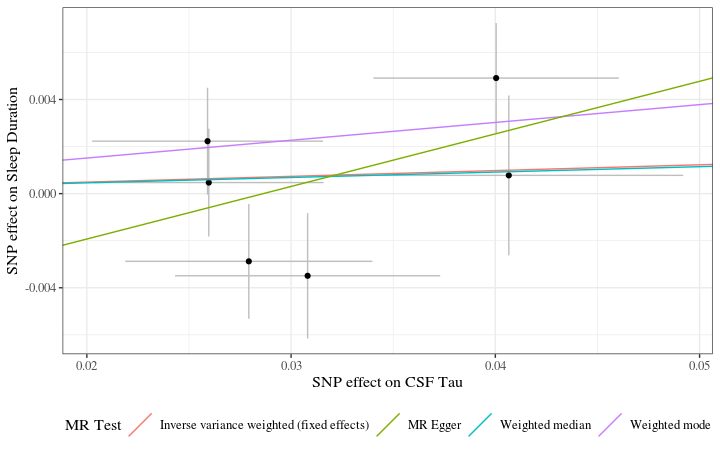 SNP effect on Sleep Duration
0.004
0.000
-0.004
0.02 0.03 0.04 0.05
SNP effect on CSF Tau
MR Test Inverse variance weighted (fixed effects) MR Egger Weighted median Weighted mode